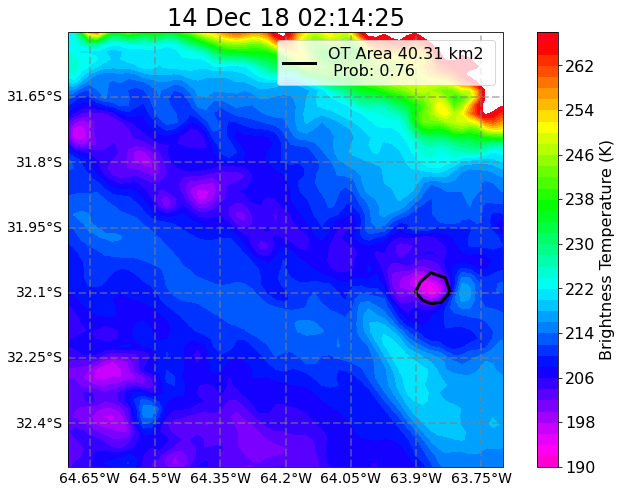 14 Dec 18 02:14:25
OT Area 40.31 km2
Prob: 0.76
31.65°S
31.8°S
31.95°S
32.1°S
32.25°S
32.4°S
64.65°W 64.5°W 64.35°W 64.2°W 64.05°W 63.9°W 63.75°W
262
254
246
238
230
222
214
206
198
190
Brightness Temperature (K)